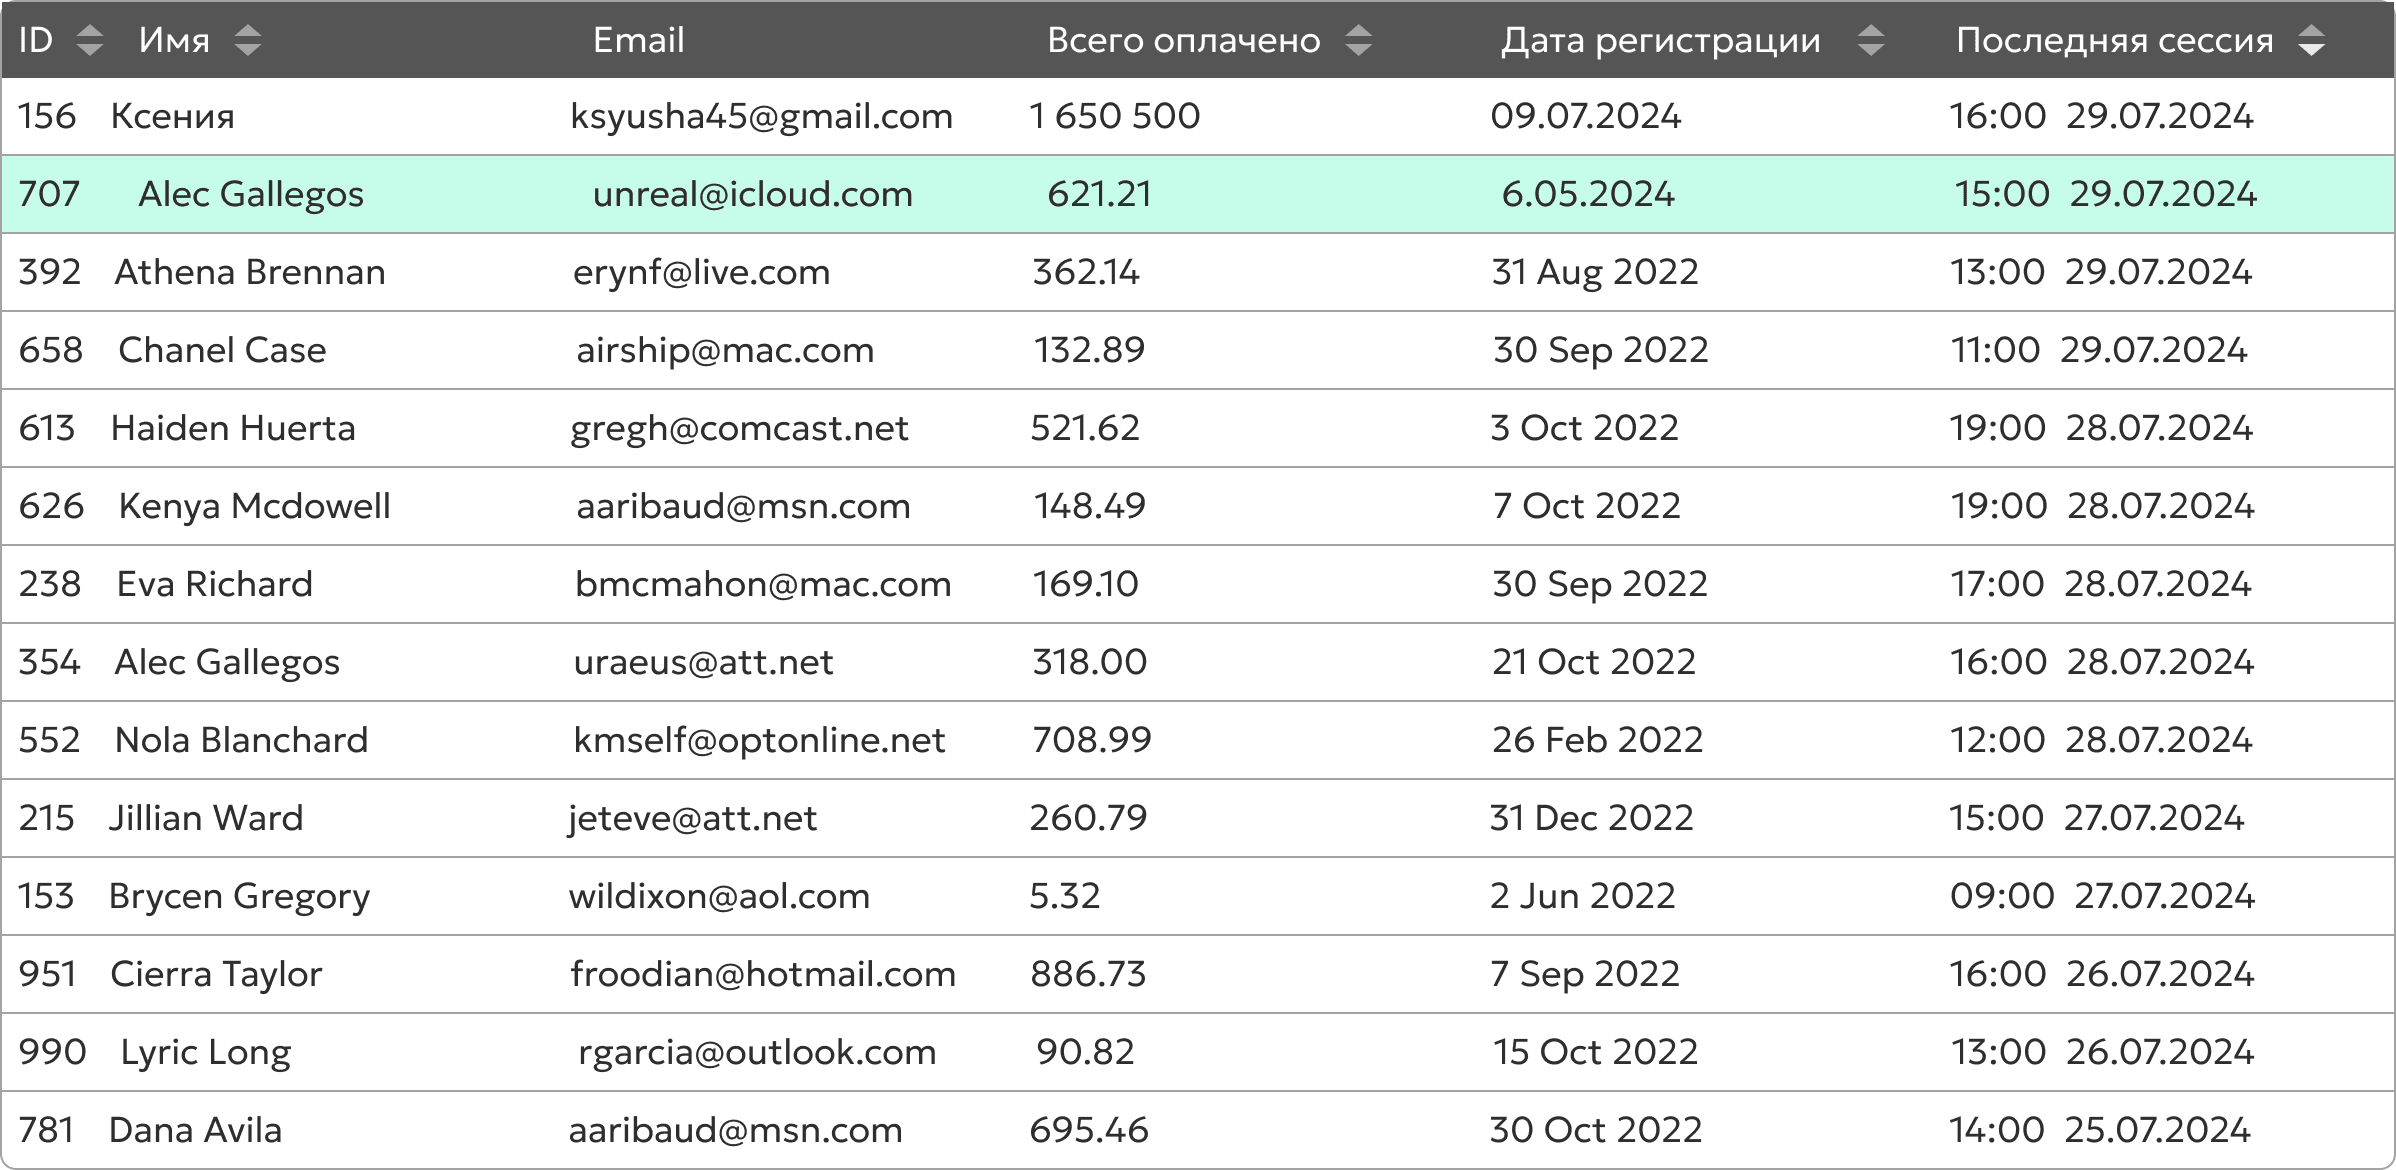 ID Имя Email Всего оплачено Дата регистрации Последняя сессия
156 Ксения ksyusha45@gmail.com 1 650 500 09.07.2024 16:00 29.07.2024
707 Alec Gallegos unreal@icloud.com 621.21 6.05.2024 15:00 29.07.2024
392 Athena Brennan erynf@live.com 362.14 31 Aug 2022 13:00 29.07.2024
658 Chanel Case airship@mac.com 132.89 30 Sep 2022 11:00 29.07.2024
613 Haiden Huerta gregh@comcast.net 521.62 3 Oct 2022 19:00 28.07.2024
626 Kenya Mcdowell aaribaud@msn.com 148.49 7 Oct 2022 19:00 28.07.2024
238 Eva Richard bmcmahon@mac.com 169.10 30 Sep 2022 17:00 28.07.2024
354 Alec Gallegos uraeus@att.net 318.00 21 Oct 2022 16:00 28.07.2024
552 Nola Blanchard kmself@optonline.net 708.99 26 Feb 2022 12:00 28.07.2024
215 Jillian Ward jeteve@att.net 260.79 31 Dec 2022 15:00 27.07.2024
153 Brycen Gregory wildixon@aol.com 5.32 2 Jun 2022 09:00 27.07.2024
951 Cierra Taylor froodian@hotmail.com 886.73 7 Sep 2022 16:00 26.07.2024
990 Lyric Long rgarcia@outlook.com 90.82 15 Oct 2022 13:00 26.07.2024
781 Dana Avila aaribaud@msn.com 695.46 30 Oct 2022 14:00 25.07.2024